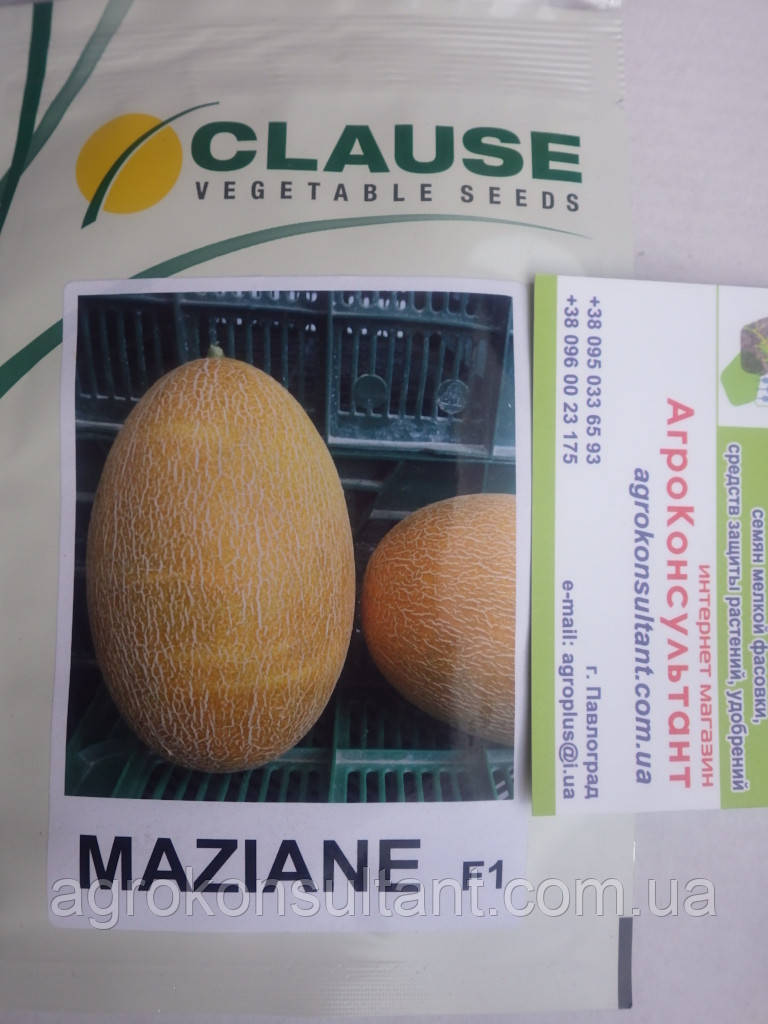 CLAUSE
VEGETABLE SEEDS
MAZIANE F1
+38 095 033 65 93
+38 096 00 23 175
г. Павлоград
e-mail: agroplus@i.ua
АгроКонсультант
agrokonsultant.com.ua
интернет магазин
семян мелкой фасовки,
средств защиты растений, удобрений
agrokonsultant.com.ua